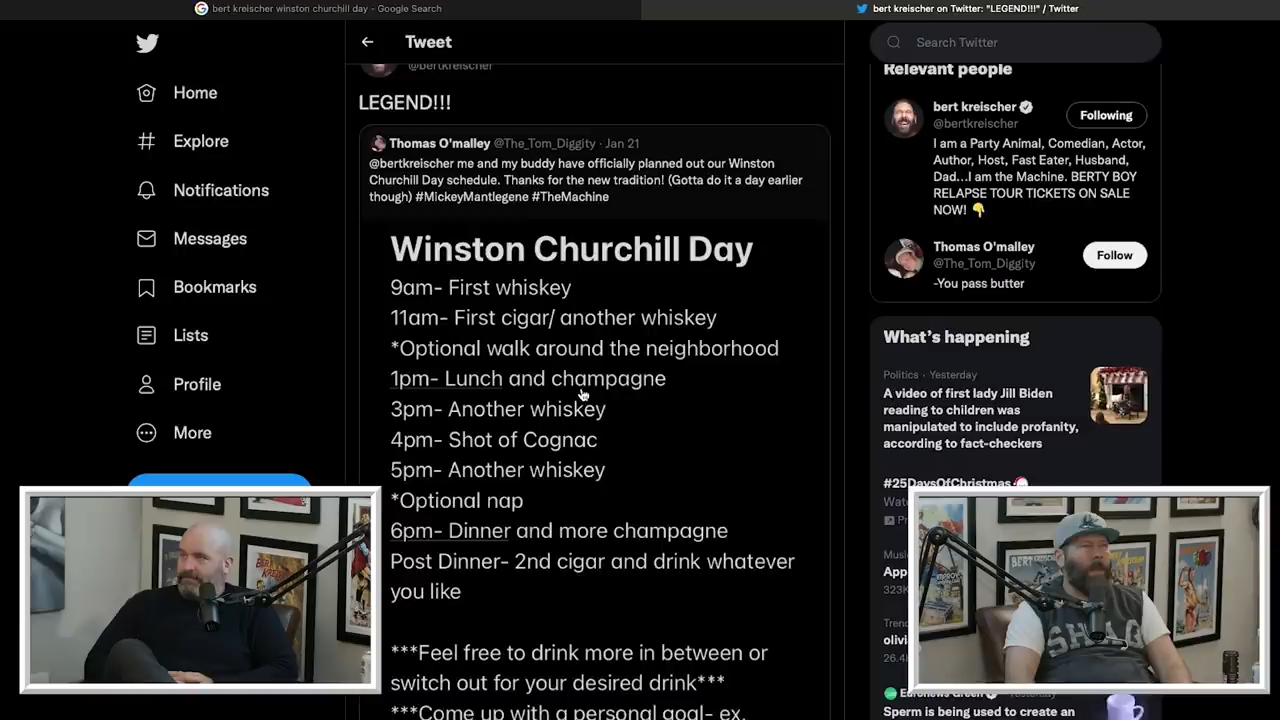 bert kreischer winston churchill day - Google Search
bert kreischer on Twitter: "LEGEND!!!" / Twitter
Home
Explore
Notifications
Messages
Bookmarks
Lists
Profile
More
Tweet
@bertkreischer
LEGEND!!!
Thomas O'malley @The_Tom_Diggity · Jan 21
@bertkreischer me and my buddy have officially planned out our Winston
Churchill Day schedule. Thanks for the new tradition! (Gotta do it a day earlier
though) #MickeyMantlegene #TheMachine
Winston Churchill Day
9am- First whiskey
11am- First cigar/ another whiskey
*Optional walk around the neighborhood
1pm- Lunch and champagne
3pm- Another whiskey
4pm- Shot of Cognac
5pm- Another whiskey
*Optional nap
6pm- Dinner and more champagne
Post Dinner- 2nd cigar and drink whatever
you like
***Feel free to drink more in between or
switch out for your desired drink***
***Come up with a personal goal- ex.
Search Twitter
Relevant people
bert kreischer
@bertkreischer
Following
I am a Party Animal, Comedian, Actor,
Author, Host, Fast Eater, Husband,
Dad...I am the Machine. BERTY BOY
RELAPSE TOUR TICKETS ON SALE
NOW! 👇
Thomas O'malley
@The_Tom_Diggity
Follow
-You pass butter
What's happening
Politics · Yesterday
A video of first lady Jill Biden
reading to children was
manipulated to include profanity,
according to fact-checkers
#25DaysOfChristmas
Euronews Green Yesterday
Sperm is being used to create an
SHAG